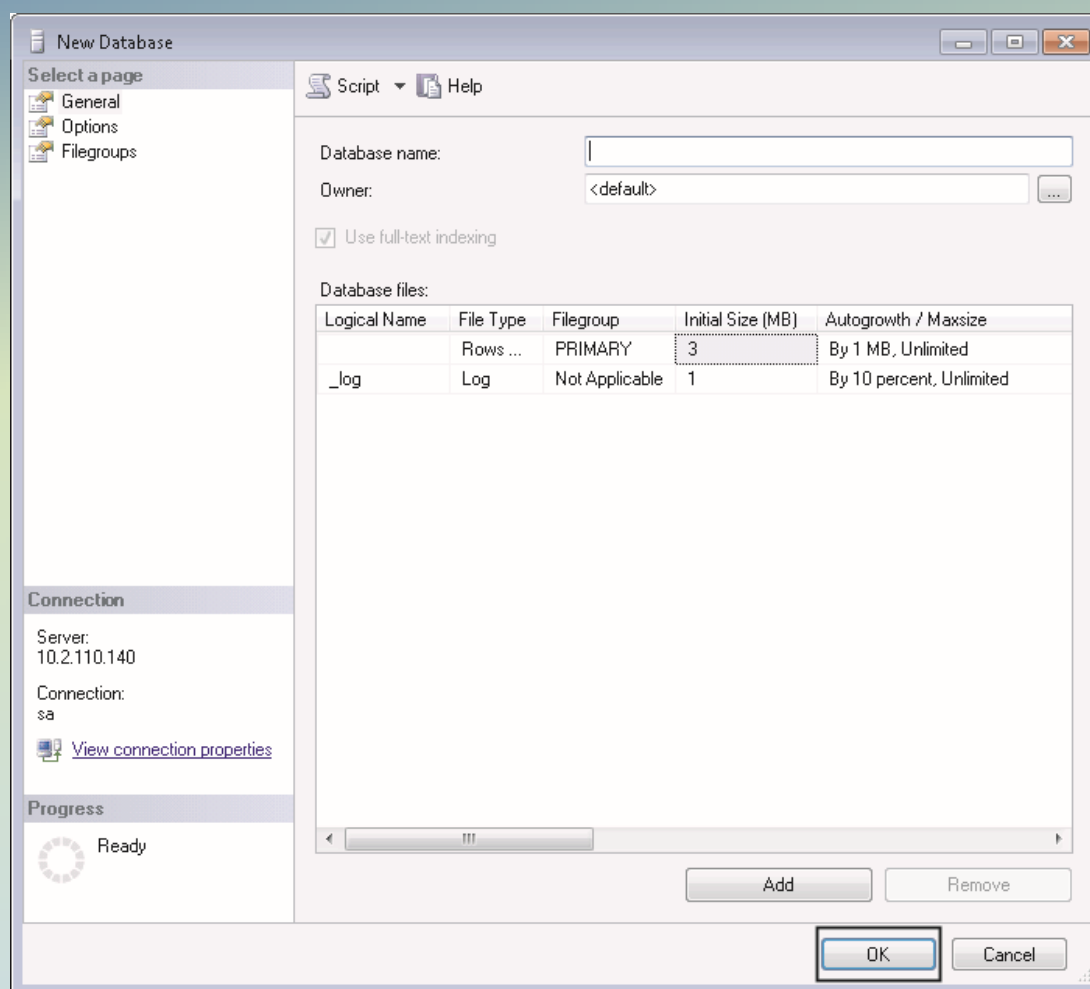 New Database
Select a page
General
Options
Filegroups
Script Help
Database name:
Owner: <default> ...
Use full-text indexing
Database files:
Logical Name File Type Filegroup Initial Size (MB) Autogrowth / Maxsize
Rows ... PRIMARY 3 By 1 MB, Unlimited
_log Log Not Applicable 1 By 10 percent, Unlimited
Connection
Server:
10.2.110.140
Connection:
sa
View connection properties
Progress
Ready
Add Remove
OK Cancel